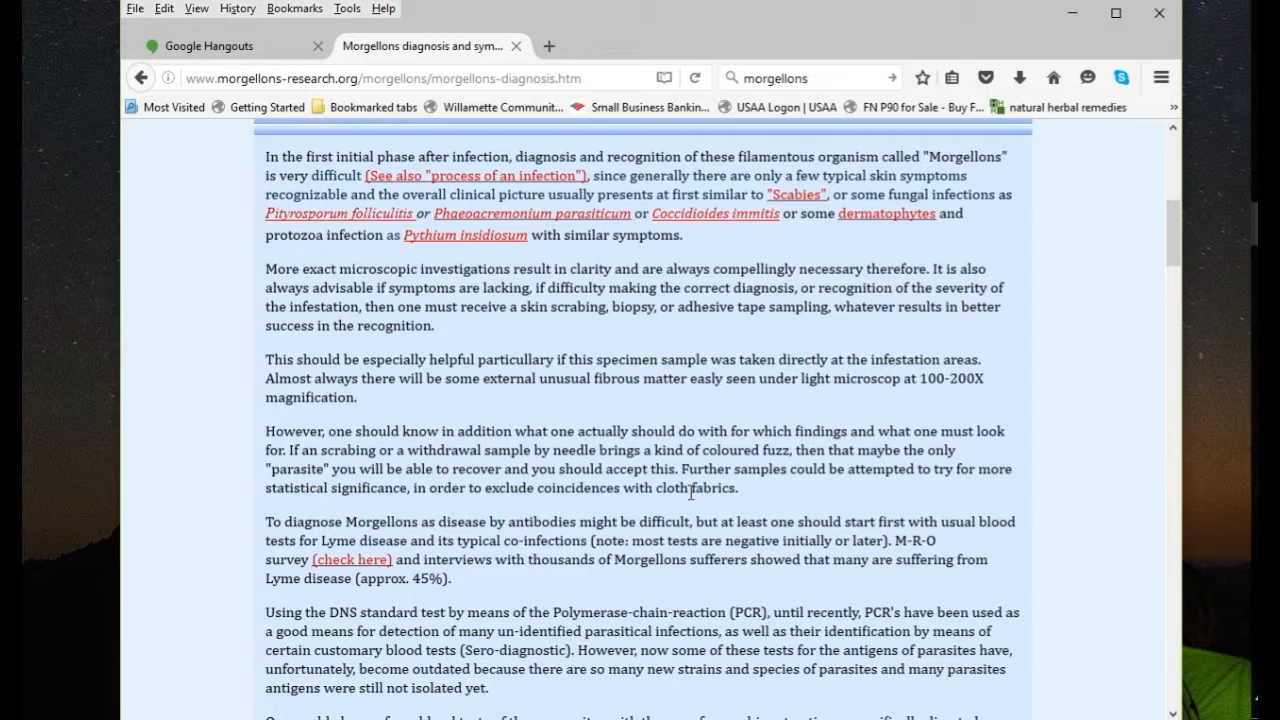 File Edit View History Bookmarks Tools Help
Google Hangouts
Morgellons diagnosis and sym...
www.morgellons-research.org/morgellons/morgellons-diagnosis.htm
morgellons
Most Visited Getting Started Bookmarked tabs Willamette Communit... Small Business Bankin... USAA Logon | USAA FN P90 for Sale - Buy F... natural herbal remedies »
In the first initial phase after infection, diagnosis and recognition of these filamentous organism called "Morgellons"
is very difficult (See also "process of an infection"), since generally there are only a few typical skin symptoms
recognizable and the overall clinical picture usually presents at first similar to "Scabies", or some fungal infections as
Pityrosporum folliculitis or Phaeoacremonium parasiticum or Coccidioides immitis or some dermatophytes and
protozoa infection as Pythium insidiosum with similar symptoms.
More exact microscopic investigations result in clarity and are always compellingly necessary therefore. It is also
always advisable if symptoms are lacking, if difficulty making the correct diagnosis, or recognition of the severity of
the infestation, then one must receive a skin scrabing, biopsy, or adhesive tape sampling, whatever results in better
success in the recognition.
This should be especially helpful particullary if this specimen sample was taken directly at the infestation areas.
Almost always there will be some external unusual fibrous matter easly seen under light microscop at 100-200X
magnification.
However, one should know in addition what one actually should do with for which findings and what one must look
for. If an scrabing or a withdrawal sample by needle brings a kind of coloured fuzz, then that maybe the only
"parasite" you will be able to recover and you should accept this. Further samples could be attempted to try for more
statistical significance, in order to exclude coincidences with cloth fabrics.
To diagnose Morgellons as disease by antibodies might be difficult, but at least one should start first with usual blood
tests for Lyme disease and its typical co-infections (note: most tests are negative initially or later). M-R-O
survey (check here) and interviews with thousands of Morgellons sufferers showed that many are suffering from
Lyme disease (approx. 45%).
Using the DNS standard test by means of the Polymerase-chain-reaction (PCR), until recently, PCR's have been used as
a good means for detection of many un-identified parasitical infections, as well as their identification by means of
certain customary blood tests (Sero-diagnostic). However, now some of these tests for the antigens of parasites have,
unfortunately, become outdated because there are so many new strains and species of parasites and many parasites
antigens were still not isolated yet.